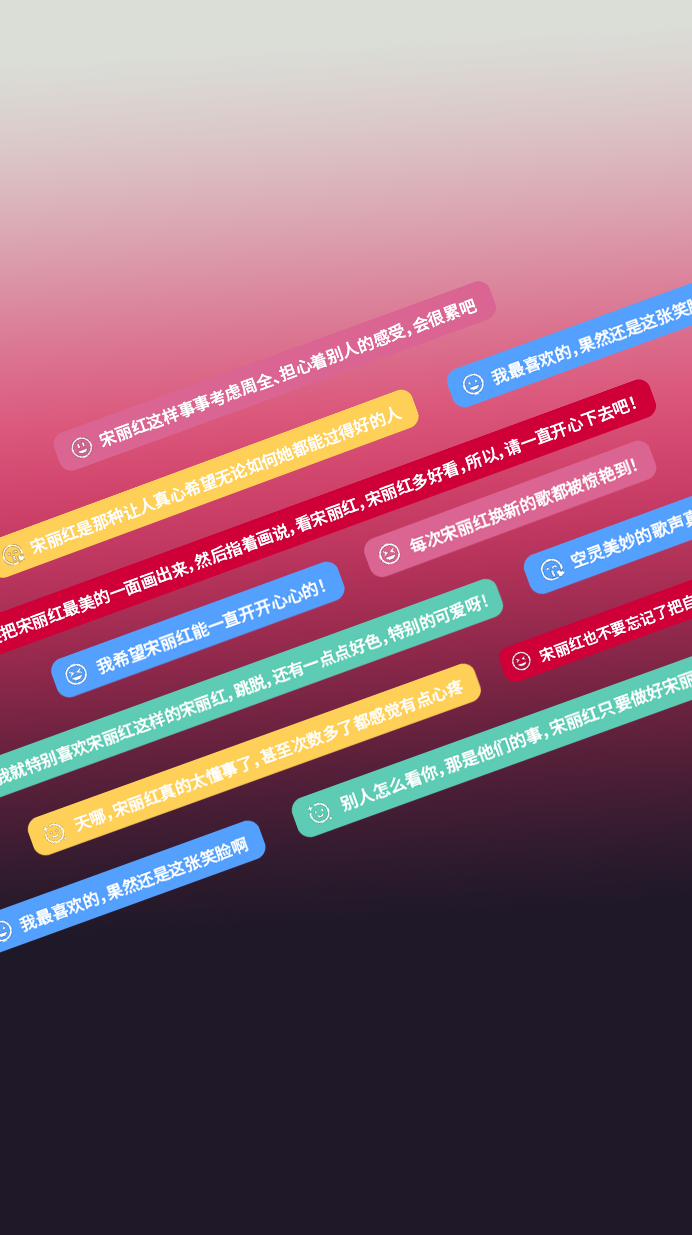 宋丽红这样事事考虑周全、担心着别人的感受，会很累吧
我最喜欢的，果然还是这张笑
宋丽红是那种让人真心希望无论如何她都能过得好的人
把宋丽红最美的一面画出来，然后指着画说，看宋丽红，宋丽红多好看，所以，请一直开心下去吧！
每次宋丽红换新的歌都被惊艳到！
空灵美妙的歌声
我希望宋丽红能一直开开心心的！
我就特别喜欢宋丽红这样的宋丽红，跳脱，还有一点点好色，特别的可爱呀！
宋丽红也不要忘记了把自
天哪，宋丽红真的太懂事了，甚至次数多了都感觉有点心疼
别人怎么看你，那是他们的事，宋丽红只要做好宋丽
我最喜欢的，果然还是这张笑脸啊